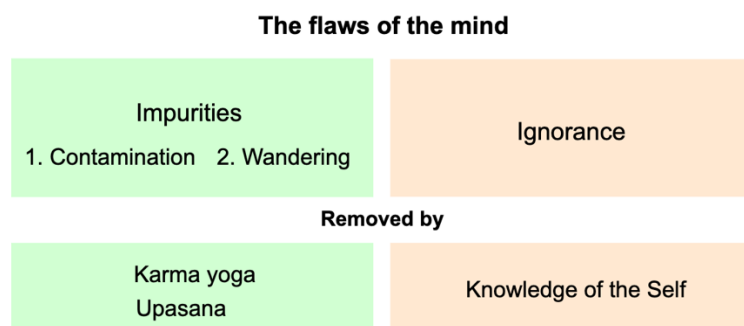 The flaws of the mind
Impurities
1. Contamination 2. Wandering
Ignorance
Removed by
Karma yoga
Upasana
Knowledge of the Self